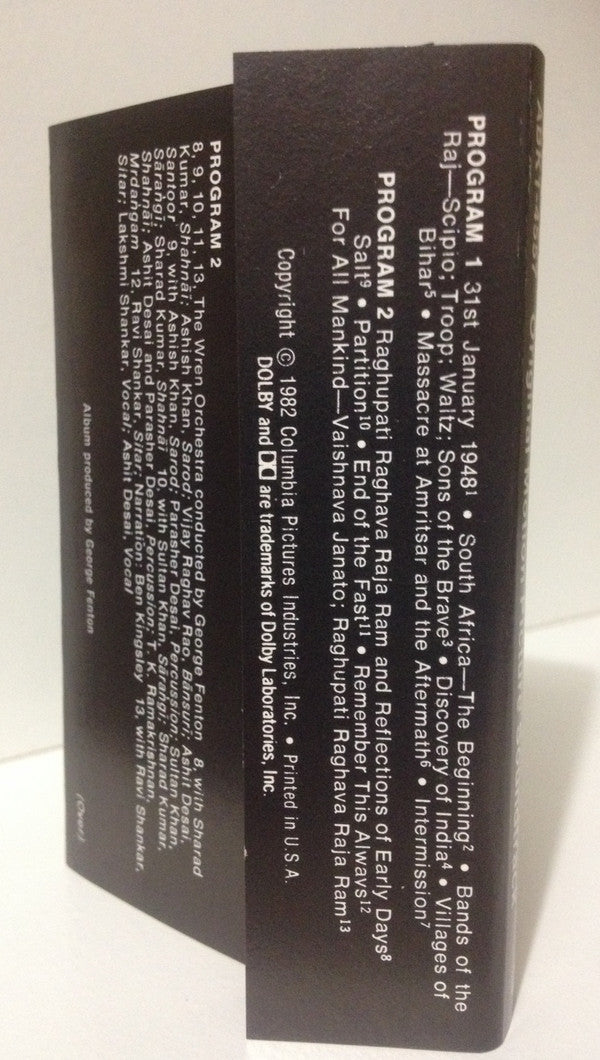 Original Motion Picture Soundtrack
PROGRAM 1 31st January 1948¹ • South Africa—The Beginning² • Bands of the
Raj—Scipio; Troop; Waltz; Sons of the Brave³ • Discovery of India⁴ • Villages of
Bihar⁵ • Massacre at Amritsar and the Aftermath⁶ • Intermission⁷
PROGRAM 2 Raghupati Raghava Raja Ram and Reflections of Early Days⁸
Salt⁹ • Partition¹⁰ • End of the Fast¹¹ • Remember This Always¹²
For All Mankind—Vaishnava Janato; Raghupati Raghava Raja Ram¹³
Copyright © 1982 Columbia Pictures Industries, Inc. • Printed in U.S.A.
DOLBY and are trademarks of Dolby Laboratories, Inc.
PROGRAM 2
8, 9, 10, 11, 13, The Wren Orchestra conducted by George Fenton 8, with Sharad
Kumar, Shahnāi; Ashish Khan, Sarod; Vijay Raghav Rao, Bānsuri; Ashit Desai,
Santoor 9, with Ashish Khan, Sarod; Parasher Desai, Percussion; Sultan Khan,
Sārangi; Sharad Kumar, Shahnāi 10, with Sultan Khan, Sārangi; Sharad Kumar,
Shahnāi; Ashit Desai and Parasher Desai, Percussion; T. K. Ramakrishnan,
Mrdangam 12, Ravi Shankar, Sitar; Narration: Ben Kingsley 13, with Ravi Shankar,
Sitar; Lakshmi Shankar, Vocal; Ashit Desai, Vocal
Album produced by George Fenton
(Over)